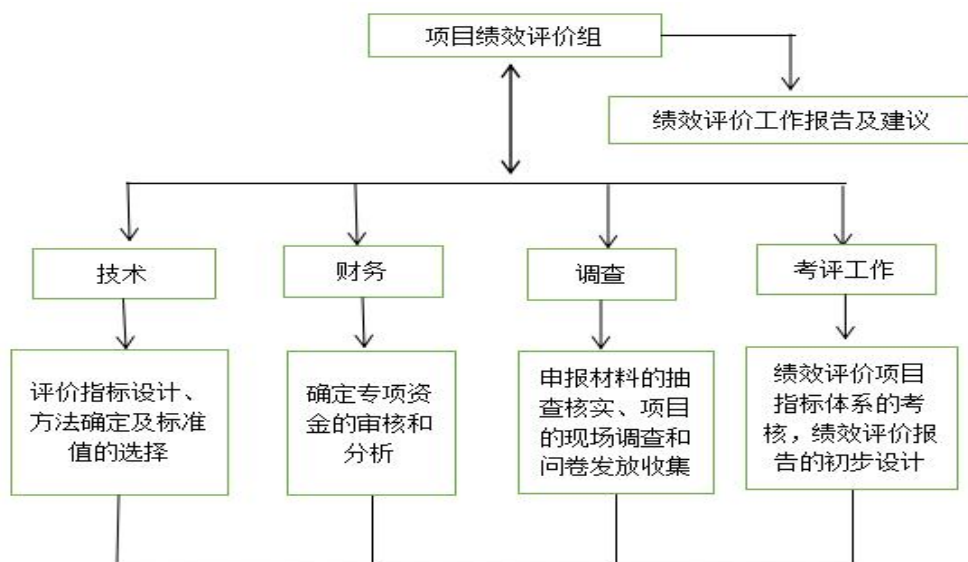 项目绩效评价组
绩效评价工作报告及建议
技术
财务
调查
考评工作
评价指标设计、
方法确定及标准
值的选择
确定专项资
金的审核和
分析
申报材料的抽
查核实、项目
的现场调查和
问卷发放收集
绩效评价项目
指标体系的考
核，绩效评价报
告的初步设计